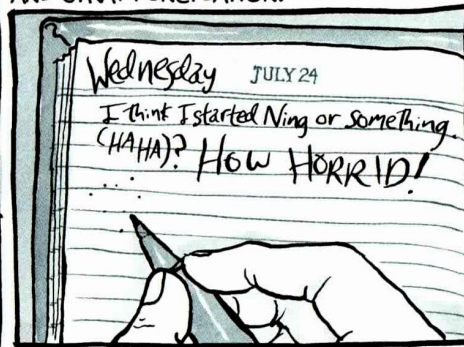 Wednesday JULY 24
I think I started Ning or something.
(HAHA)? HOW HORRID!